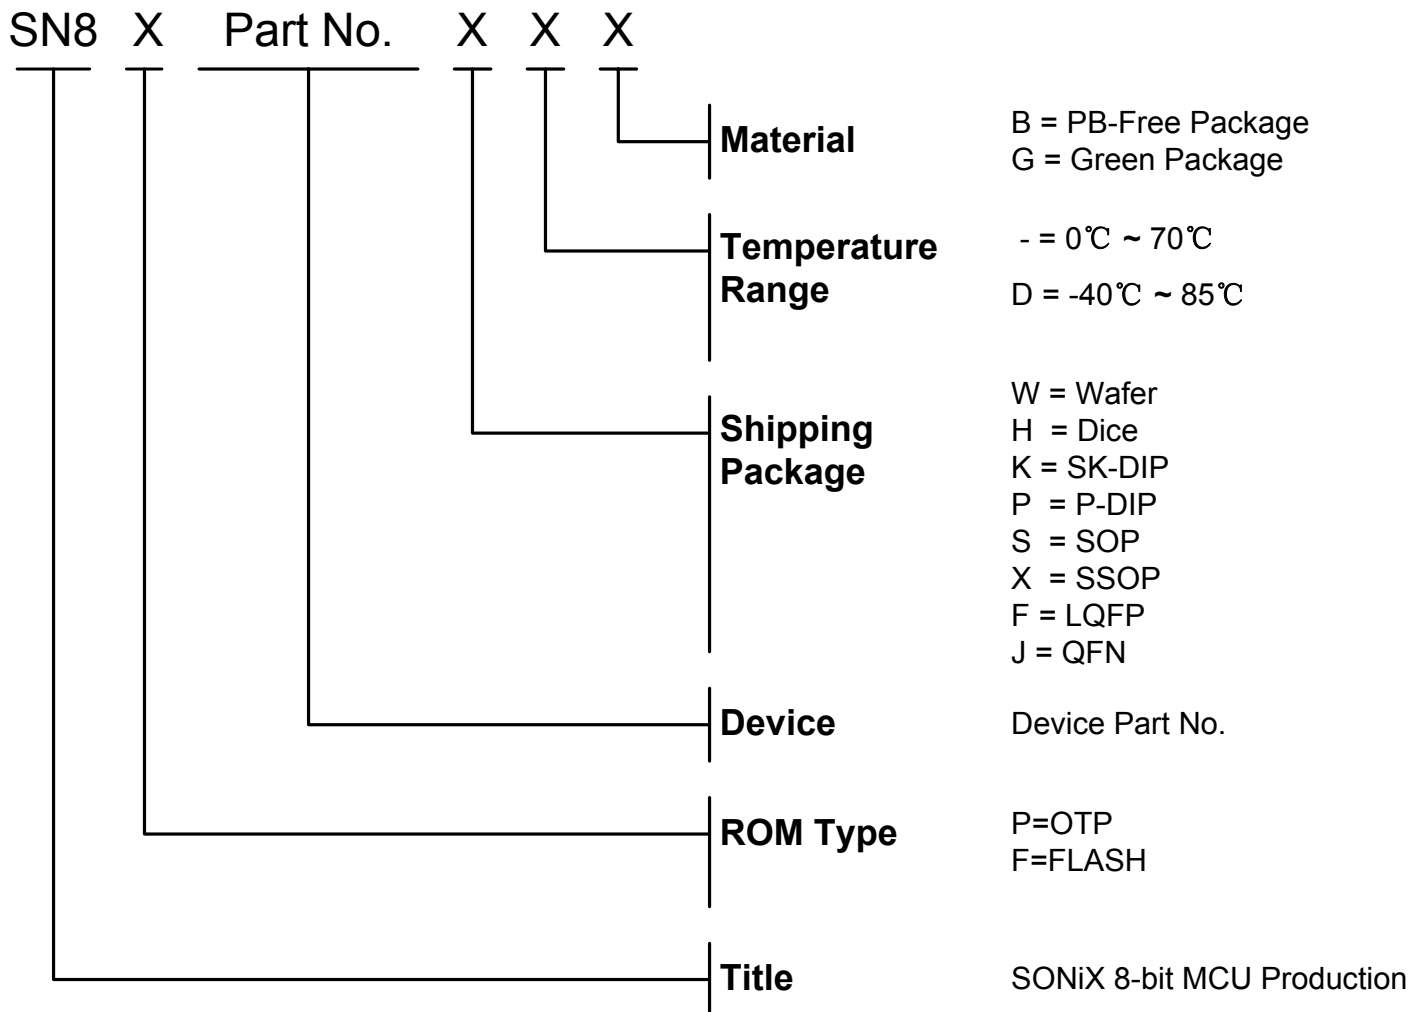 SN8 X Part No. X X X
Material
B = PB-Free Package
G = Green Package
Temperature
Range
- = 0℃ ~ 70℃
D = -40℃ ~ 85℃
Shipping
Package
W = Wafer
H = Dice
K = SK-DIP
P = P-DIP
S = SOP
X = SSOP
F = LQFP
J = QFN
Device
Device Part No.
ROM Type
P=OTP
F=FLASH
Title
SONiX 8-bit MCU Production